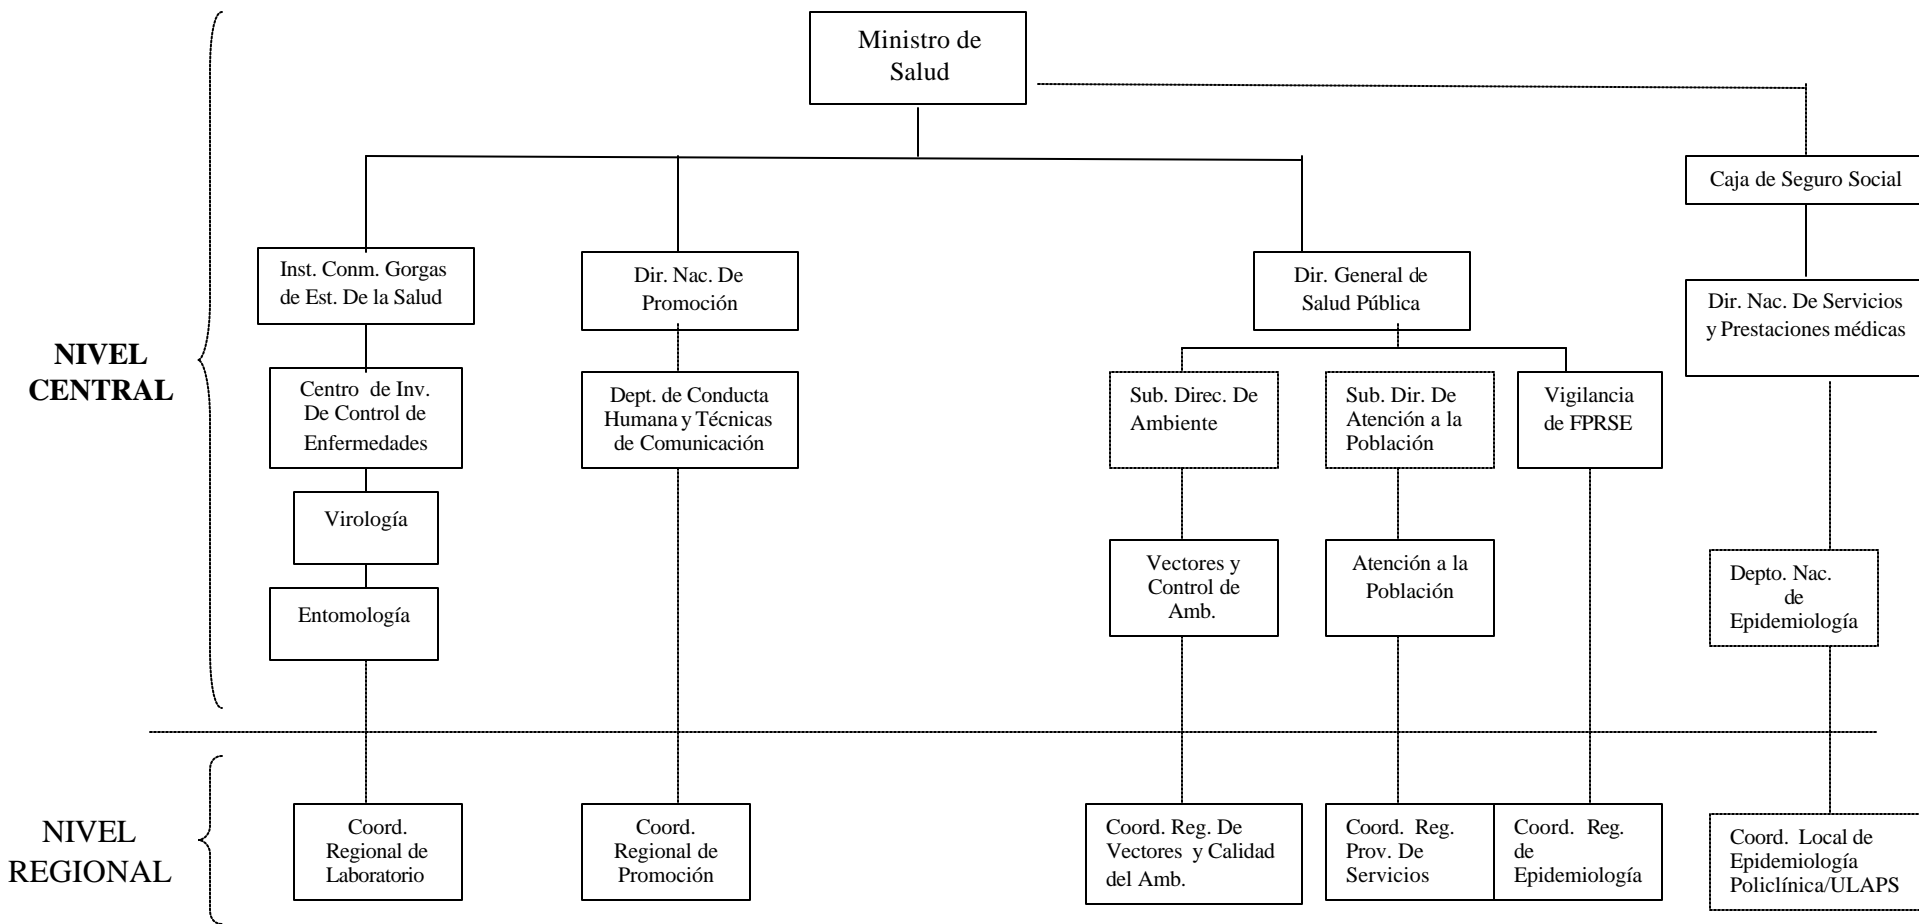 Ministro de
Salud
Caja de Seguro Social
Inst. Conm. Gorgas
de Est. De la Salud
Dir. Nac. De
Promoción
Dir. General de
Salud Pública
Dir. Nac. De Servicios
y Prestaciones médicas
NIVEL
CENTRAL
Centro de Inv.
De Control de
Enfermedades
Dept. de Conducta
Humana y Técnicas
de Comunicación
Sub. Direc. De
Ambiente
Sub. Dir. De
Atención a la
Población
Vigilancia
de FPRSE
Virología
Entomología
Vectores y
Control de
Amb.
Atención a la
Población
Depto. Nac.
de
Epidemiología
NIVEL
REGIONAL
Coord.
Regional de
Laboratorio
Coord.
Regional de
Promoción
Coord. Reg. De
Vectores y Calidad
del Amb.
Coord. Reg.
Prov. De
Servicios
Coord. Reg.
de
Epidemiología
Coord. Local de
Epidemiología
Policlínica/ULAPS